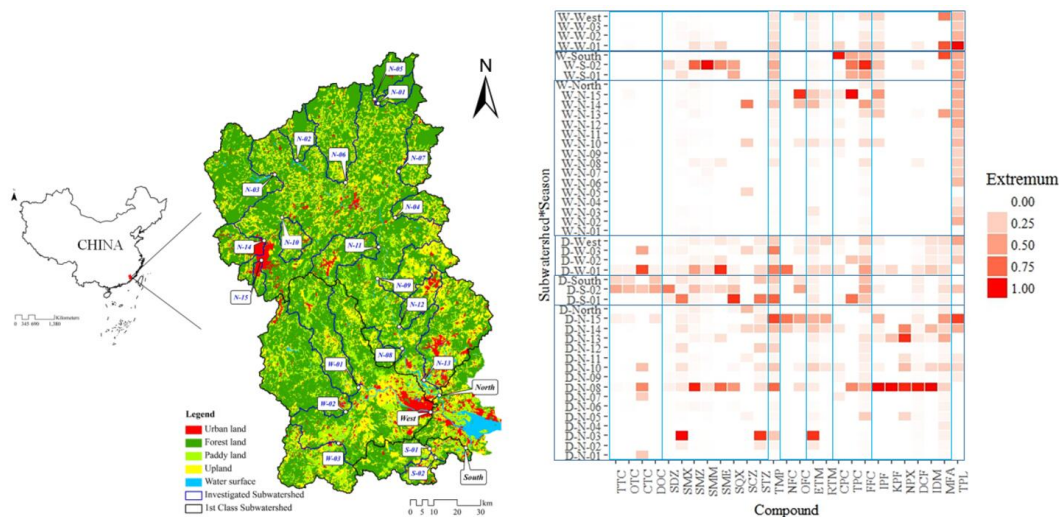 N
N-05
N-01
N-02
N-06
N-07
N-03
N-04
N-10
N-11
N-14
N-15
N-09
N-12
N-08
N-13
W-01
North
West
W-02
W-03
S-01
S-02
South
CHINA
Kilometers
Legend
Urban land
Forest land
Paddy land
Upland
Water surface
Investigated Subwatershed
1st Class Subwatershed
0 5 10 20 30
km
Subwatershed*Season
W-West
W-W-03
W-W-02
W-W-01
W-South
W-S-02
W-S-01
W-North
W-N-15
W-N-14
W-N-13
W-N-12
W-N-11
W-N-10
W-N-09
W-N-08
W-N-07
W-N-06
W-N-05
W-N-04
W-N-03
W-N-02
W-N-01
D-West
D-W-03
D-W-02
D-W-01
D-South
D-S-02
D-S-01
D-North
D-N-15
D-N-14
D-N-13
D-N-12
D-N-11
D-N-10
D-N-09
D-N-08
D-N-07
D-N-06
D-N-05
D-N-04
D-N-03
D-N-02
D-N-01
TTC OTC CTC DOC SDZ SMX SMZ SMM SME SQX SCZ STZ TMP NFC OFC ETM RTM CPC TPC FFC IPF KPF NPX DCF IDM MFA TPL
Compound
Extremum
0.00
0.25
0.50
0.75
1.00